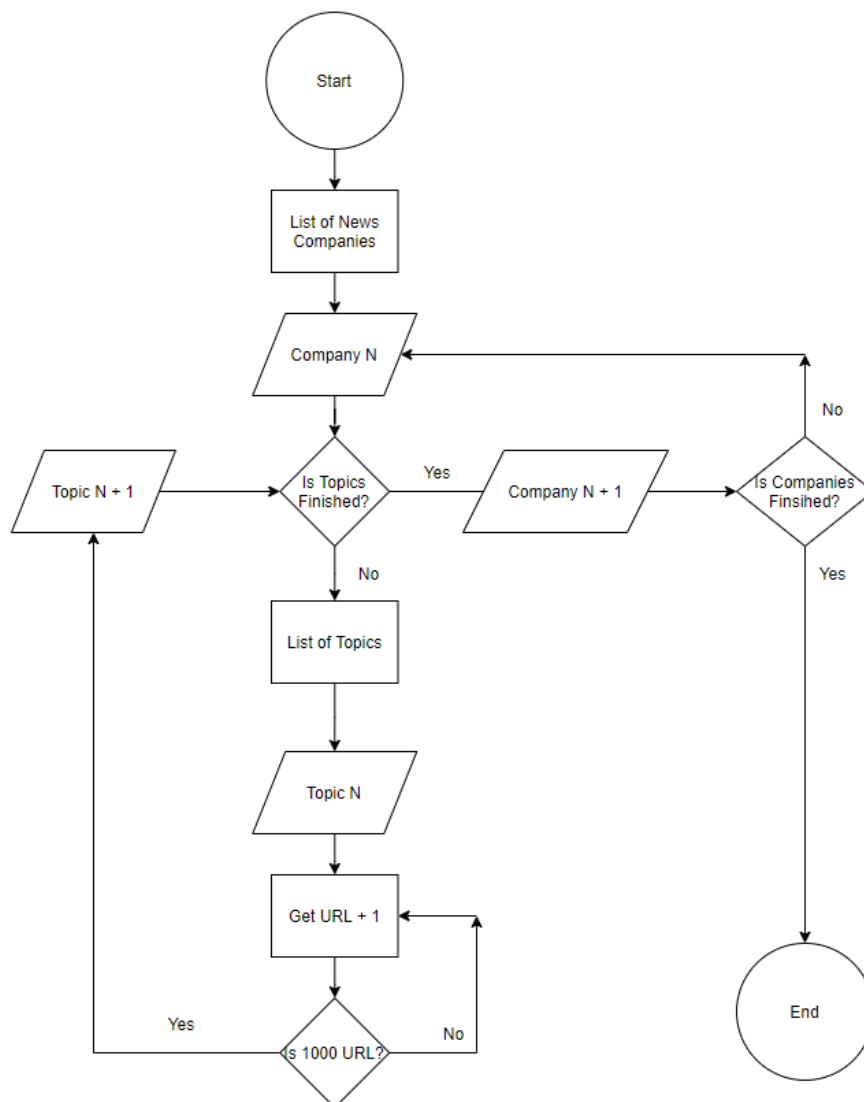 Start
List of News
Companies
Company N
No
Topic N + 1
Is Topics
Finished?
Yes
Company N + 1
Is Companies
Finsihed?
No
Yes
List of Topics
Topic N
Get URL + 1
Yes
Is 1000 URL?
No
End